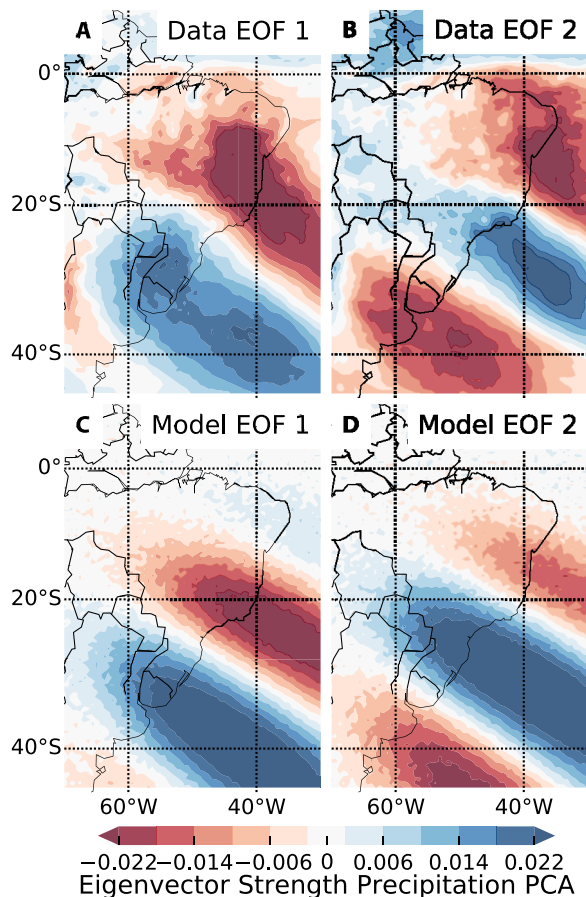 A Data EOF 1
B Data EOF 2
0°
20°S
40°S
C Model EOF 1
D Model EOF 2
0°
20°S
40°S
60°W 40°W 60°W 40°W
−0.022 −0.014 −0.006 0 0.006 0.014 0.022
Eigenvector Strength Precipitation PCA